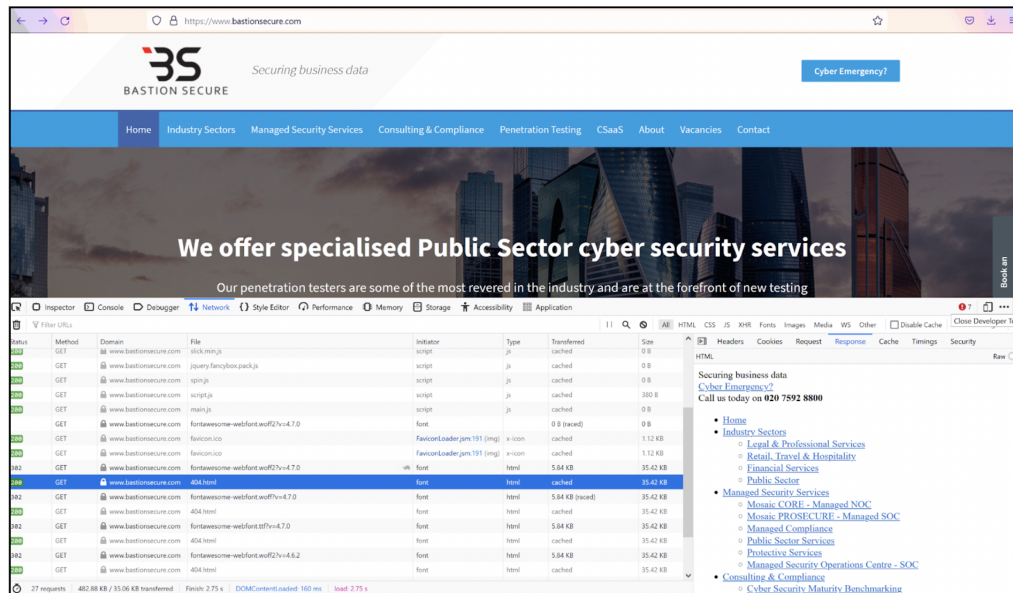 https://www.bastionsecure.com
BS
BASTION SECURE
Securing business data
Cyber Emergency?
Home Industry Sectors Managed Security Services Consulting & Compliance Penetration Testing CSaaS About Vacancies Contact
We offer specialised Public Sector cyber security services
Our penetration testers are some of the most revered in the industry and are at the forefront of new testing
Book an
Inspector Console Debugger Network Style Editor Performance Memory Storage Accessibility Application 7
Filter URLs All HTML CSS JS XHR Fonts Images Media WS Other Disable Cache Close Developer To
Status Method Domain File Initiator Type Transferred Size
200 GET www.bastionsecure.com slick.min.js script js cached 0 B
200 GET www.bastionsecure.com jquery.fancybox.pack.js script js cached 0 B
200 GET www.bastionsecure.com spin.js script js cached 0 B
200 GET www.bastionsecure.com script.js script js cached 380 B
200 GET www.bastionsecure.com main.js script js cached 0 B
GET www.bastionsecure.com fontawesome-webfont.woff2?v=4.7.0 font 0 B (raced) 0 B
200 GET www.bastionsecure.com favicon.ico FaviconLoader.jsm:191 (img) x-icon cached 1.12 KB
200 GET www.bastionsecure.com favicon.ico FaviconLoader.jsm:191 (img) x-icon cached 1.12 KB
302 GET www.bastionsecure.com fontawesome-webfont.woff2?v=4.7.0 font html 5.84 KB 35.42 KB
200 GET www.bastionsecure.com 404.html font html cached 35.42 KB
302 GET www.bastionsecure.com fontawesome-webfont.woff?v=4.7.0 font html 5.84 KB (raced) 35.42 KB
200 GET www.bastionsecure.com 404.html font html cached 35.42 KB
302 GET www.bastionsecure.com fontawesome-webfont.ttf?v=4.7.0 font html 5.84 KB 35.42 KB
200 GET www.bastionsecure.com 404.html font html cached 35.42 KB
302 GET www.bastionsecure.com fontawesome-webfont.woff2?v=4.6.2 font html 5.84 KB 35.42 KB
200 GET www.bastionsecure.com 404.html font html cached 35.42 KB
27 requests 482.88 KB / 35.06 KB transferred Finish: 2.75 s DOMContentLoaded: 160 ms load: 2.75 s
Headers Cookies Request Response Cache Timings Security
HTML Raw
Securing business data
Cyber Emergency?
Call us today on 020 7592 8800
Home
Industry Sectors
Legal & Professional Services
Retail, Travel & Hospitality
Financial Services
Public Sector
Managed Security Services
Mosaic CORE - Managed NOC
Mosaic PROSECURE - Managed SOC
Managed Compliance
Public Sector Services
Protective Services
Managed Security Operations Centre - SOC
Consulting & Compliance
Cyber Security Maturity Benchmarking